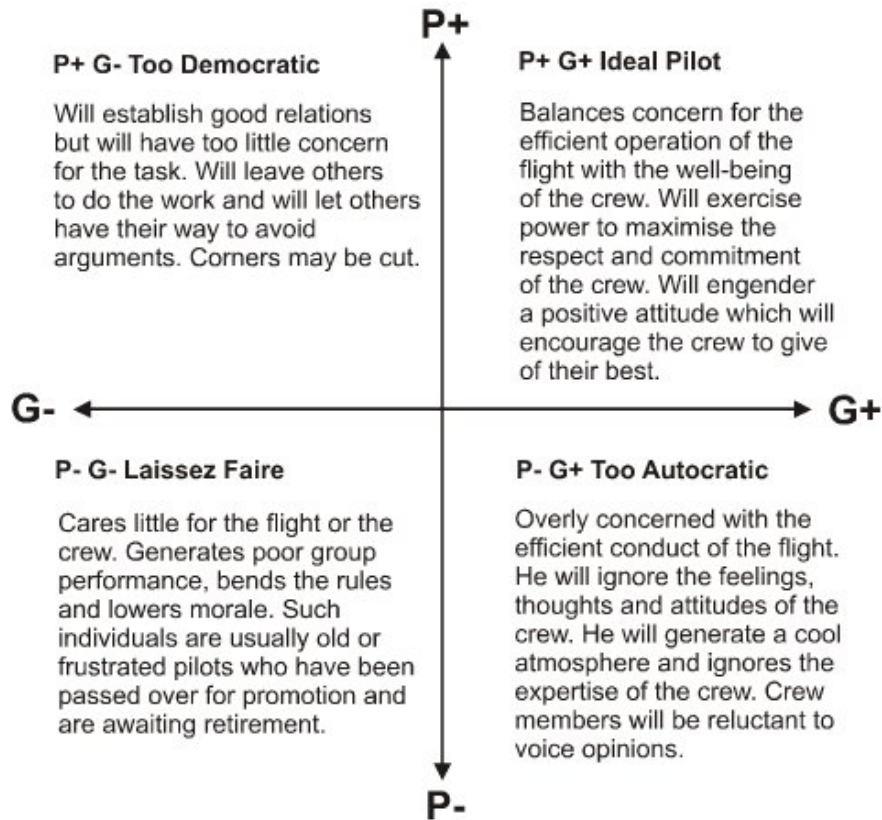 P+
P+ G- Too Democratic
Will establish good relations
but will have too little concern
for the task. Will leave others
to do the work and will let others
have their way to avoid
arguments. Corners may be cut.
P+ G+ Ideal Pilot
Balances concern for the
efficient operation of the
flight with the well-being
of the crew. Will exercise
power to maximise the
respect and commitment
of the crew. Will engender
a positive attitude which will
encourage the crew to give
of their best.
G-
G+
P- G- Laissez Faire
Cares little for the flight or the
crew. Generates poor group
performance, bends the rules
and lowers morale. Such
individuals are usually old or
frustrated pilots who have been
passed over for promotion and
are awaiting retirement.
P- G+ Too Autocratic
Overly concerned with the
efficient conduct of the flight.
He will ignore the feelings,
thoughts and attitudes of the
crew. He will generate a cool
atmosphere and ignores the
expertise of the crew. Crew
members will be reluctant to
voice opinions.
P-